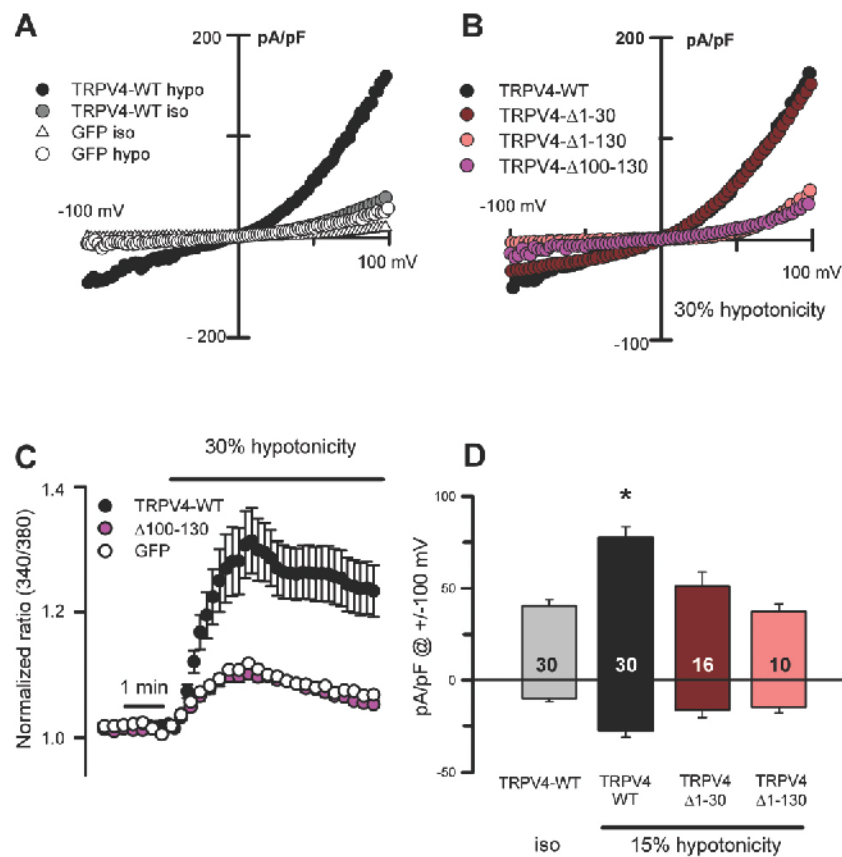 A
200
pA/pF
TRPV4-WT hypo
TRPV4-WT iso
GFP iso
GFP hypo
-100 mV
100 mV
- 200
B
200
pA/pF
TRPV4-WT
TRPV4-Δ1-30
TRPV4-Δ1-130
TRPV4-Δ100-130
-100 mV
100 mV
30% hypotonicity
-100
C
30% hypotonicity
1.4
TRPV4-WT
Δ100-130
GFP
Normalized ratio (340/380)
1.2
1 min
1.0
D
100
*
50
pA/pF @ +/-100 mV
30 30 16 10
0
-50
TRPV4-WT TRPV4 TRPV4 TRPV4
WT Δ1-30 Δ1-130
iso 15% hypotonicity